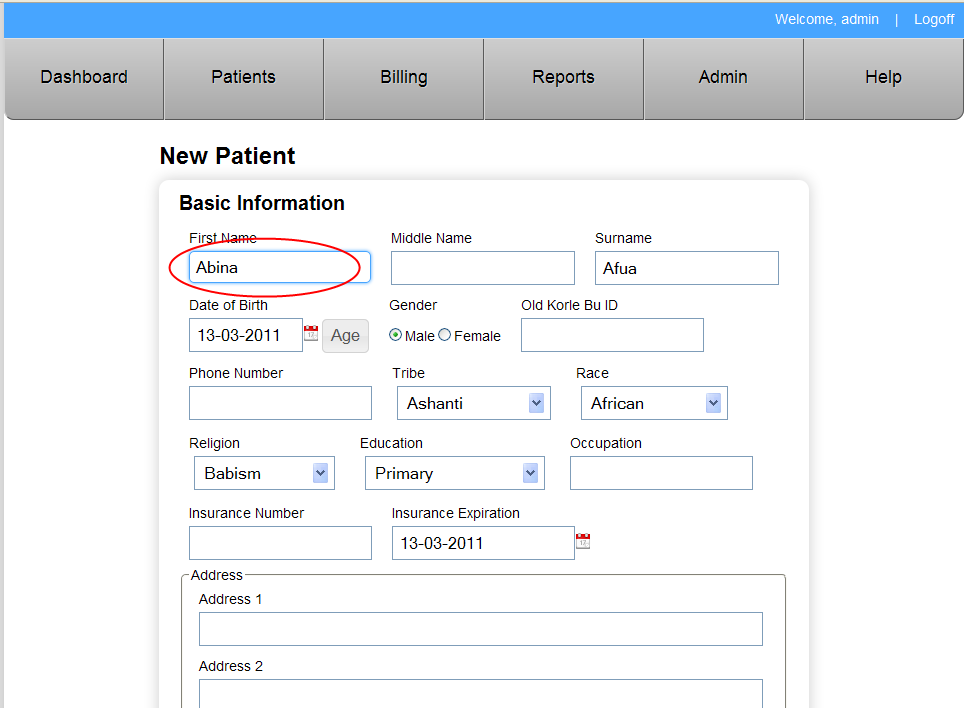 Welcome, admin | Logoff
Dashboard Patients Billing Reports Admin Help
New Patient
Basic Information
First Name Middle Name Surname
Abina Afua
Date of Birth Gender Old Korle Bu ID
13-03-2011 Age Male Female
Phone Number Tribe Race
Ashanti African
Religion Education Occupation
Babism Primary
Insurance Number Insurance Expiration
13-03-2011
Address
Address 1
Address 2